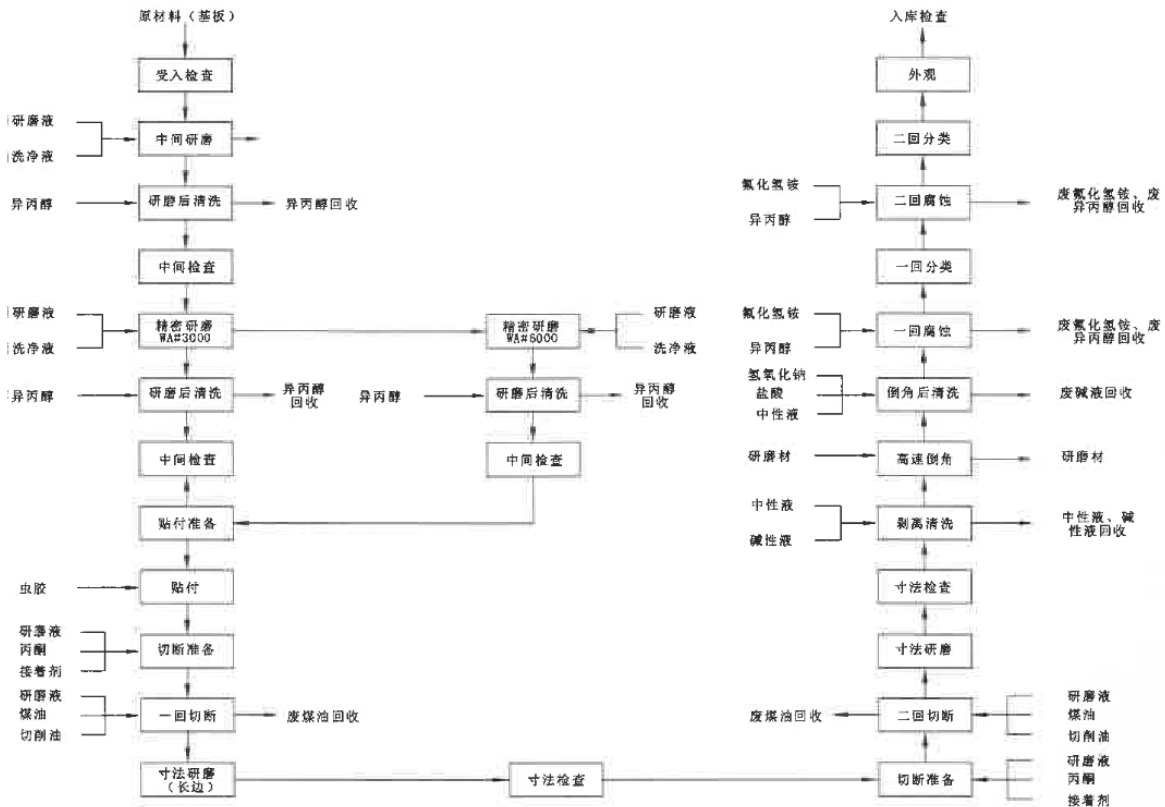 原材料（基板）
受入检查
研磨液
洗净液
中间研磨
异丙醇
研磨后清洗
异丙醇回收
中间检查
研磨液
洗净液
精密研磨
WA#3000
精密研磨
WA#6000
研磨液
洗净液
异丙醇
研磨后清洗
异丙醇
回收
异丙醇
研磨后清洗
异丙醇
回收
中间检查
中间检查
贴付准备
虫胶
贴付
研磨液
丙酮
接着剂
切断准备
研磨液
煤油
切削油
一回切断
废煤油回收
寸法研磨
（长边）
寸法检查
切断准备
研磨液
丙酮
接着剂
废煤油回收
二回切断
研磨液
煤油
切削油
寸法研磨
寸法检查
中性液
碱性液
剥离清洗
中性液、碱
性液回收
研磨材
高速倒角
研磨材
氢氧化钠
盐酸
中性液
倒角后清洗
废碱液回收
氟化氢铵
异丙醇
一回腐蚀
废氟化氢铵、废
异丙醇回收
一回分类
氟化氢铵
异丙醇
二回腐蚀
废氟化氢铵、废
异丙醇回收
二回分类
外观
入库检查